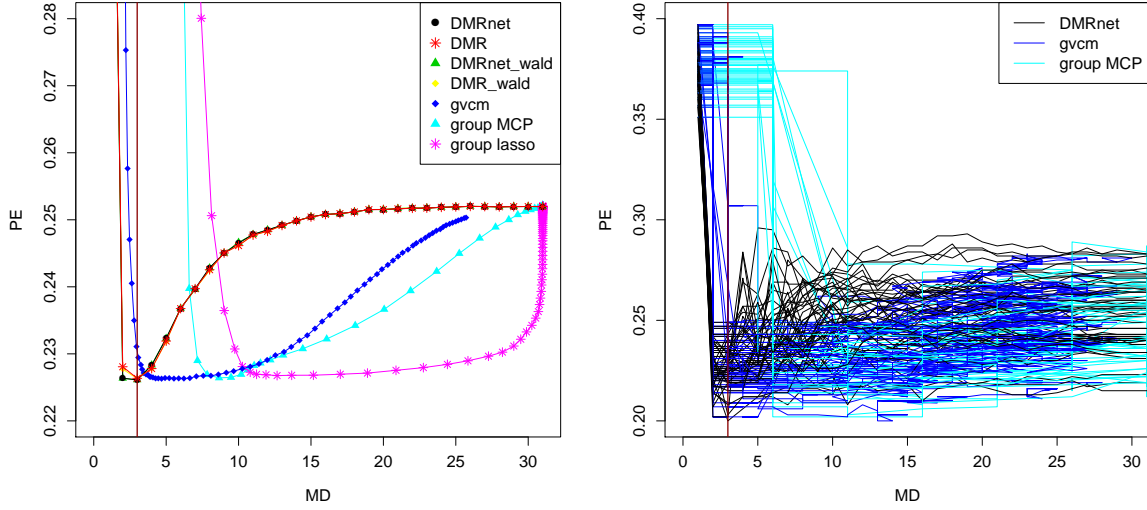 0.28
0.27
0.26
0.25
0.24
0.23
0.22
PE
0 5 10 15 20 25 30
MD
DMRnet
DMR
DMRnet_wald
DMR_wald
gvcm
group MCP
group lasso
0.40
0.35
0.30
0.25
0.20
PE
0 5 10 15 20 25 30
MD
DMRnet
gvcm
group MCP